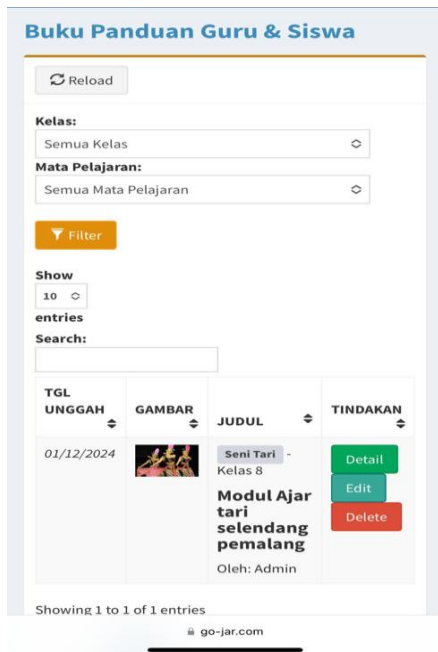 Buku Panduan Guru & Siswa
Reload
Kelas:
Semua Kelas
Mata Pelajaran:
Semua Mata Pelajaran
Filter
Show
10
entries
Search:
TGL UNGGAH GAMBAR JUDUL TINDAKAN
01/12/2024
Seni Tari -
Kelas 8
Modul Ajar
tari
selendang
pemalang
Oleh: Admin
Detail
Edit
Delete
Showing 1 to 1 of 1 entries
go-jar.com